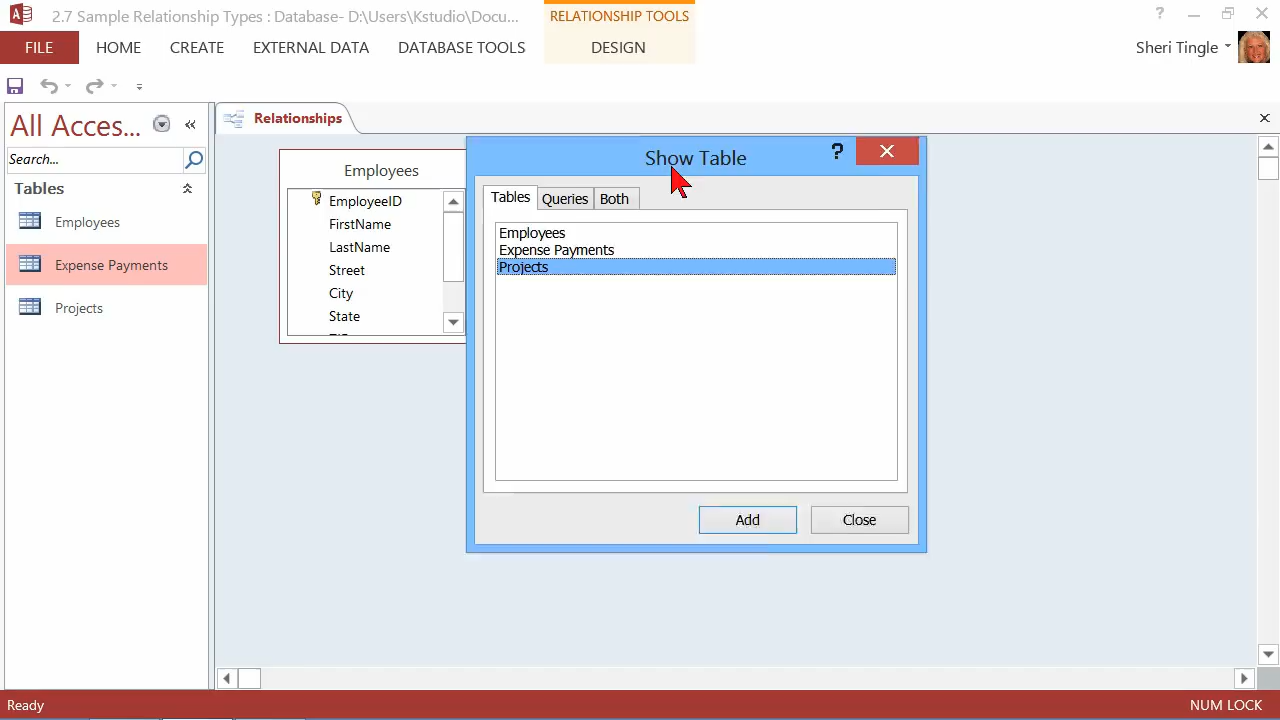 2.7 Sample Relationship Types : Database- D:\Users\Kstudio\Docu...
RELATIONSHIP TOOLS
?
FILE
HOME
CREATE
EXTERNAL DATA
DATABASE TOOLS
DESIGN
Sheri Tingle
All Acces...
«
Search...
Tables
Employees
Expense Payments
Projects
Relationships
Employees
EmployeeID
FirstName
LastName
Street
City
State
Show Table
?
Tables
Queries
Both
Employees
Expense Payments
Projects
Add
Close
Ready
NUM LOCK